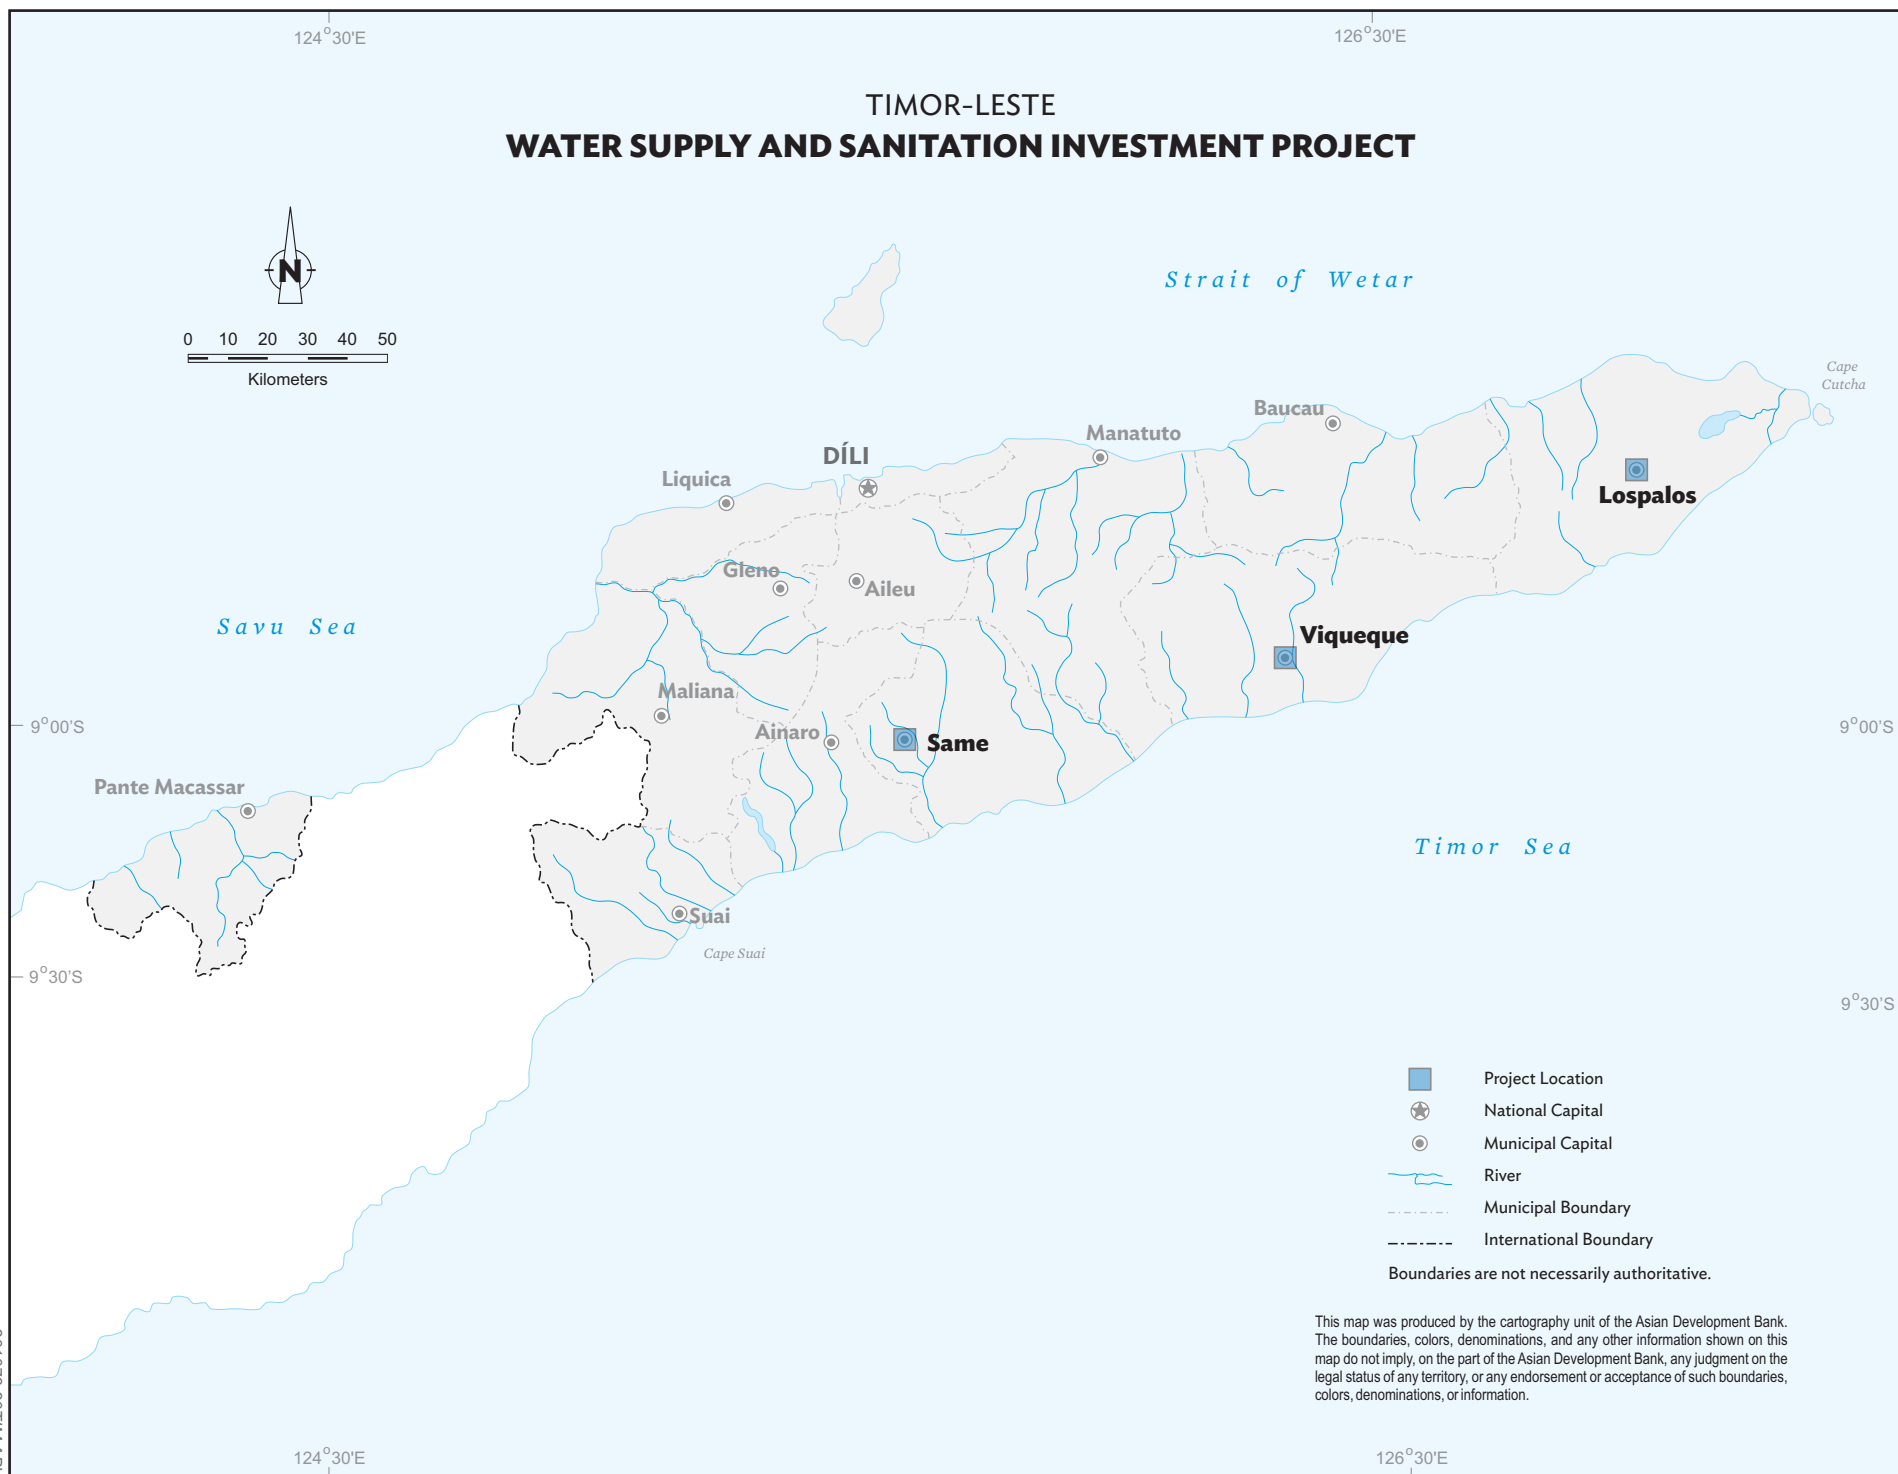 124°30'E
126°30'E
TIMOR-LESTE
WATER SUPPLY AND SANITATION INVESTMENT PROJECT
N
0 10 20 30 40 50
Kilometers
Strait of Wetar
Cape
Cutcha
Baucau
Manatuto
DÍLI
Liquica
Lospalos
Gleno
Aileu
Savu Sea
Viqueque
Maliana
Ainaro
Same
9°00'S
9°00'S
Pante Macassar
Timor Sea
Suai
Cape Suai
9°30'S
9°30'S
Project Location
National Capital
Municipal Capital
River
Municipal Boundary
International Boundary
Boundaries are not necessarily authoritative.
This map was produced by the cartography unit of the Asian Development Bank.
The boundaries, colors, denominations, and any other information shown on this
map do not imply, on the part of the Asian Development Bank, any judgment on the
legal status of any territory, or any endorsement or acceptance of such boundaries,
colors, denominations, or information.
124°30'E
126°30'E